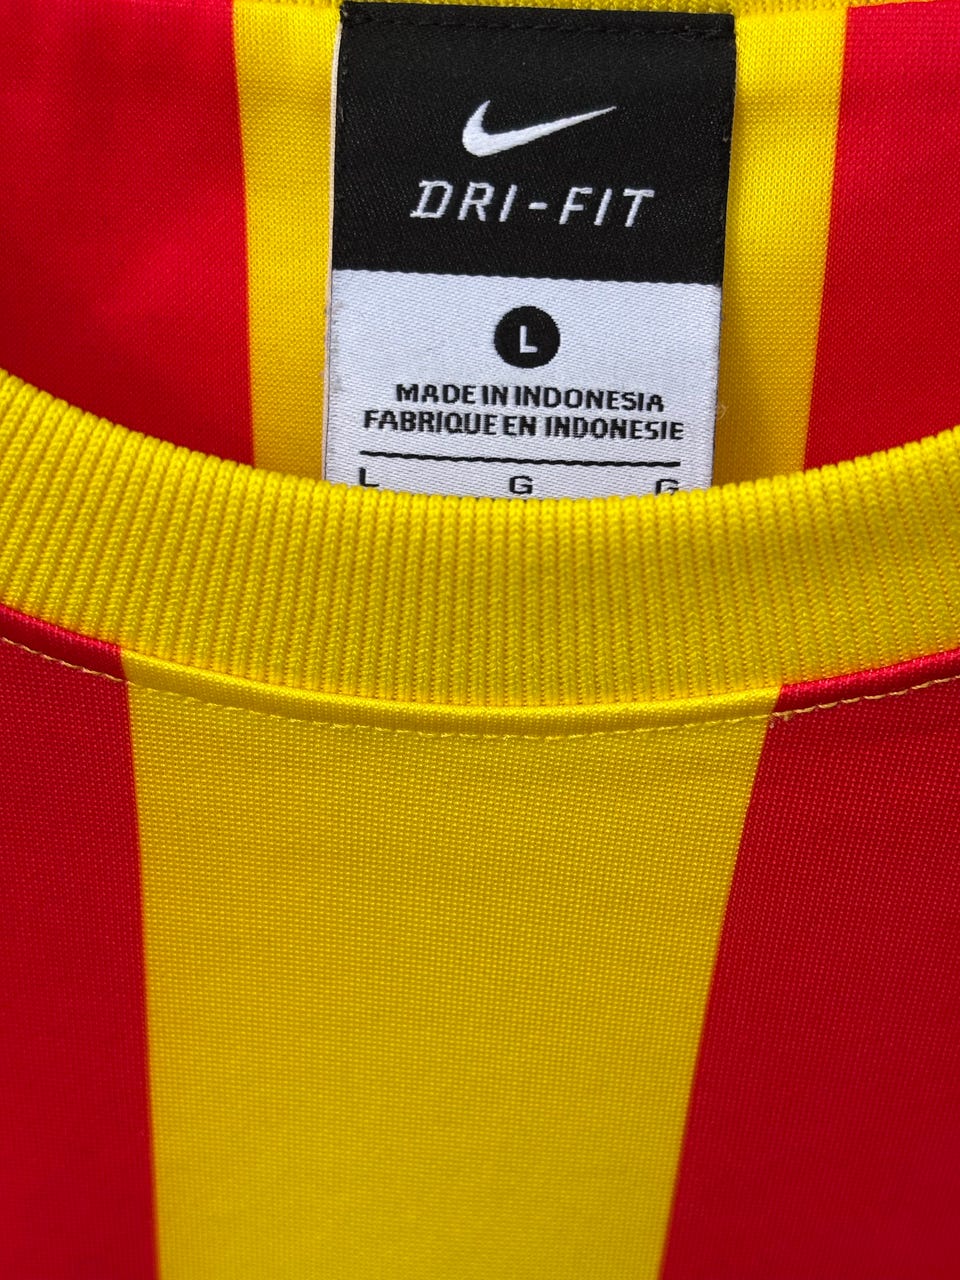 DRI-FIT
L
MADE IN INDONESIA
FABRIQUE EN INDONESIE
L G G